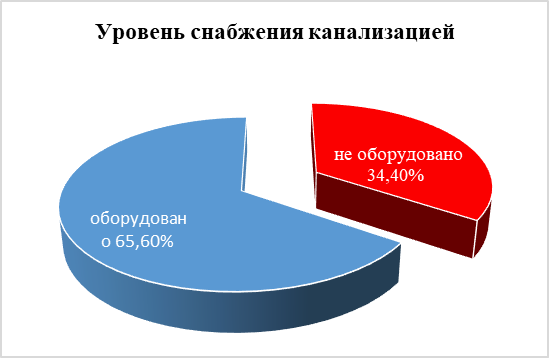 Уровень снабжения канализацией
не оборудовано
34,40%
оборудован
о 65,60%